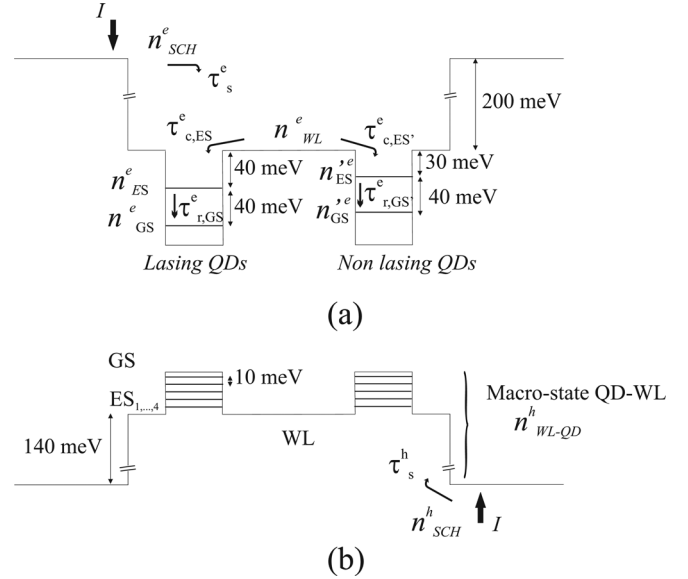 I
n^e_SCH
τ^e_s
200 meV
τ^e_c,ES
n^e_WL
τ^e_c,ES'
40 meV
n'^e_ES
30 meV
n^e_ES
τ^e_r,GS
40 meV
n'^e_GS
τ^e_r,GS'
40 meV
n^e_GS
Lasing QDs
Non lasing QDs
(a)
GS
10 meV
ES_1,...,4
Macro-state QD-WL
n^h_WL-QD
140 meV
WL
τ^h_s
n^h_SCH
I
(b)